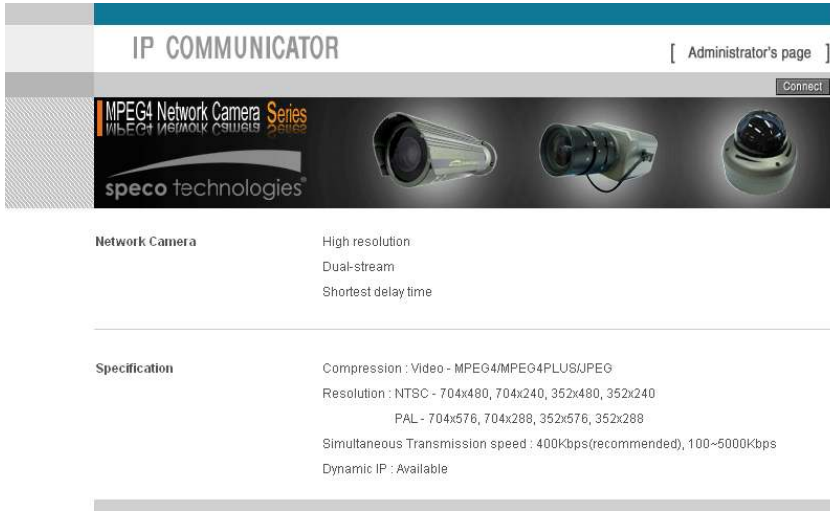 IP COMMUNICATOR
[ Administrator's page ]
Connect
MPEG4 Network Camera Series
speco technologies®
Network Camera
High resolution
Dual-stream
Shortest delay time
Specification
Compression : Video - MPEG4/MPEG4PLUS/JPEG
Resolution : NTSC - 704x480, 704x240, 352x480, 352x240
PAL - 704x576, 704x288, 352x576, 352x288
Simultaneous Transmission speed : 400Kbps(recommended), 100~5000Kbps
Dynamic IP : Available